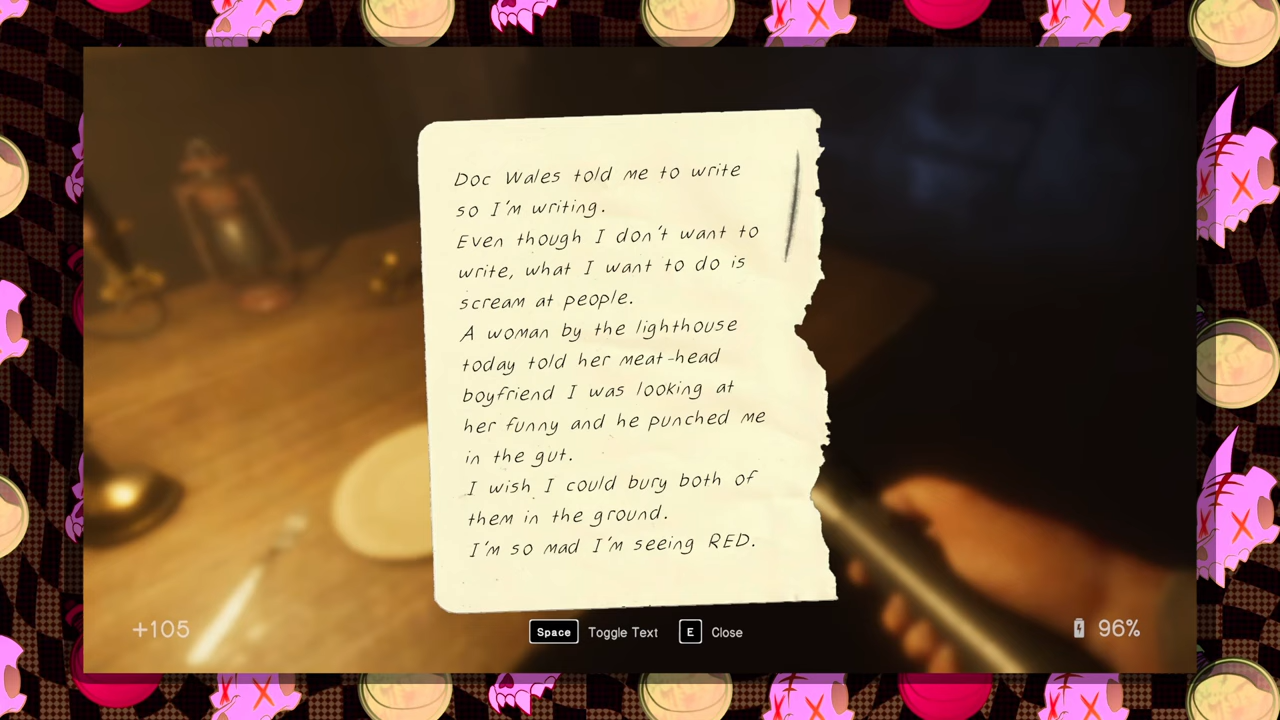 Doc Wales told me to write
so I'm writing.
Even though I don't want to
write, what I want to do is
scream at people.
A woman by the lighthouse
today told her meat-head
boyfriend I was looking at
her funny and he punched me
in the gut.
I wish I could bury both of
them in the ground.
I'm so mad I'm seeing RED.
+105
Space Toggle Text E Close
96%